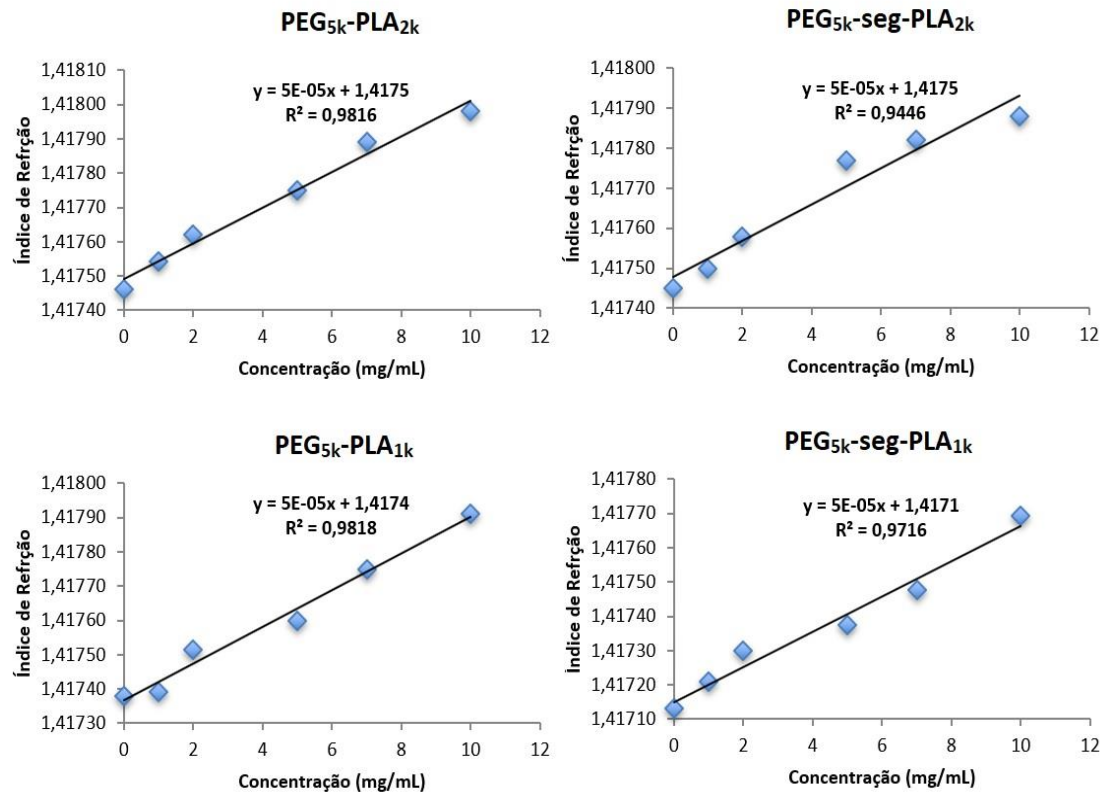 PEG5k-PLA2k
y = 5E-05x + 1,4175
R² = 0,9816
Índice de Refrção
1,41810
1,41800
1,41790
1,41780
1,41770
1,41760
1,41750
1,41740
0 2 4 6 8 10 12
Concentração (mg/mL)
PEG5k-seg-PLA2k
y = 5E-05x + 1,4175
R² = 0,9446
Índice de Refrção
1,41800
1,41790
1,41780
1,41770
1,41760
1,41750
1,41740
0 2 4 6 8 10 12
Concentração (mg/mL)
PEG5k-PLA1k
y = 5E-05x + 1,4174
R² = 0,9818
Índice de Refrção
1,41800
1,41790
1,41780
1,41770
1,41760
1,41750
1,41740
1,41730
0 2 4 6 8 10 12
Concentração (mg/mL)
PEG5k-seg-PLA1k
y = 5E-05x + 1,4171
R² = 0,9716
Índice de Refrção
1,41780
1,41770
1,41760
1,41750
1,41740
1,41730
1,41720
1,41710
0 2 4 6 8 10 12
Concentração (mg/mL)